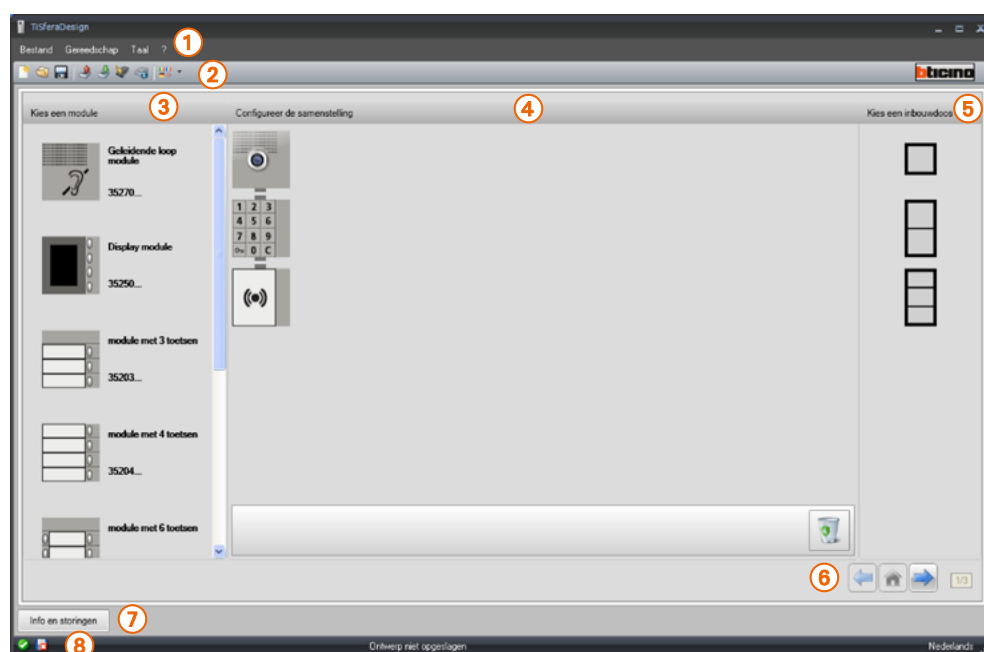 TiSferaDesign
Bestand Gereedschap Taal ?
1
2
bticino
3
4
5
Kies een module
Configureer de samenstelling
Kies een inbouwdoos
Geleidende loop
module
35270...
1 2 3
4 5 6
7 8 9
0 C
Display module
35250...
module met 3 toetsen
35203...
module met 4 toetsen
35204...
module met 6 toetsen
6
1/3
Info en storingen
7
8
Ontwerp niet opgeslagen
Nederlands